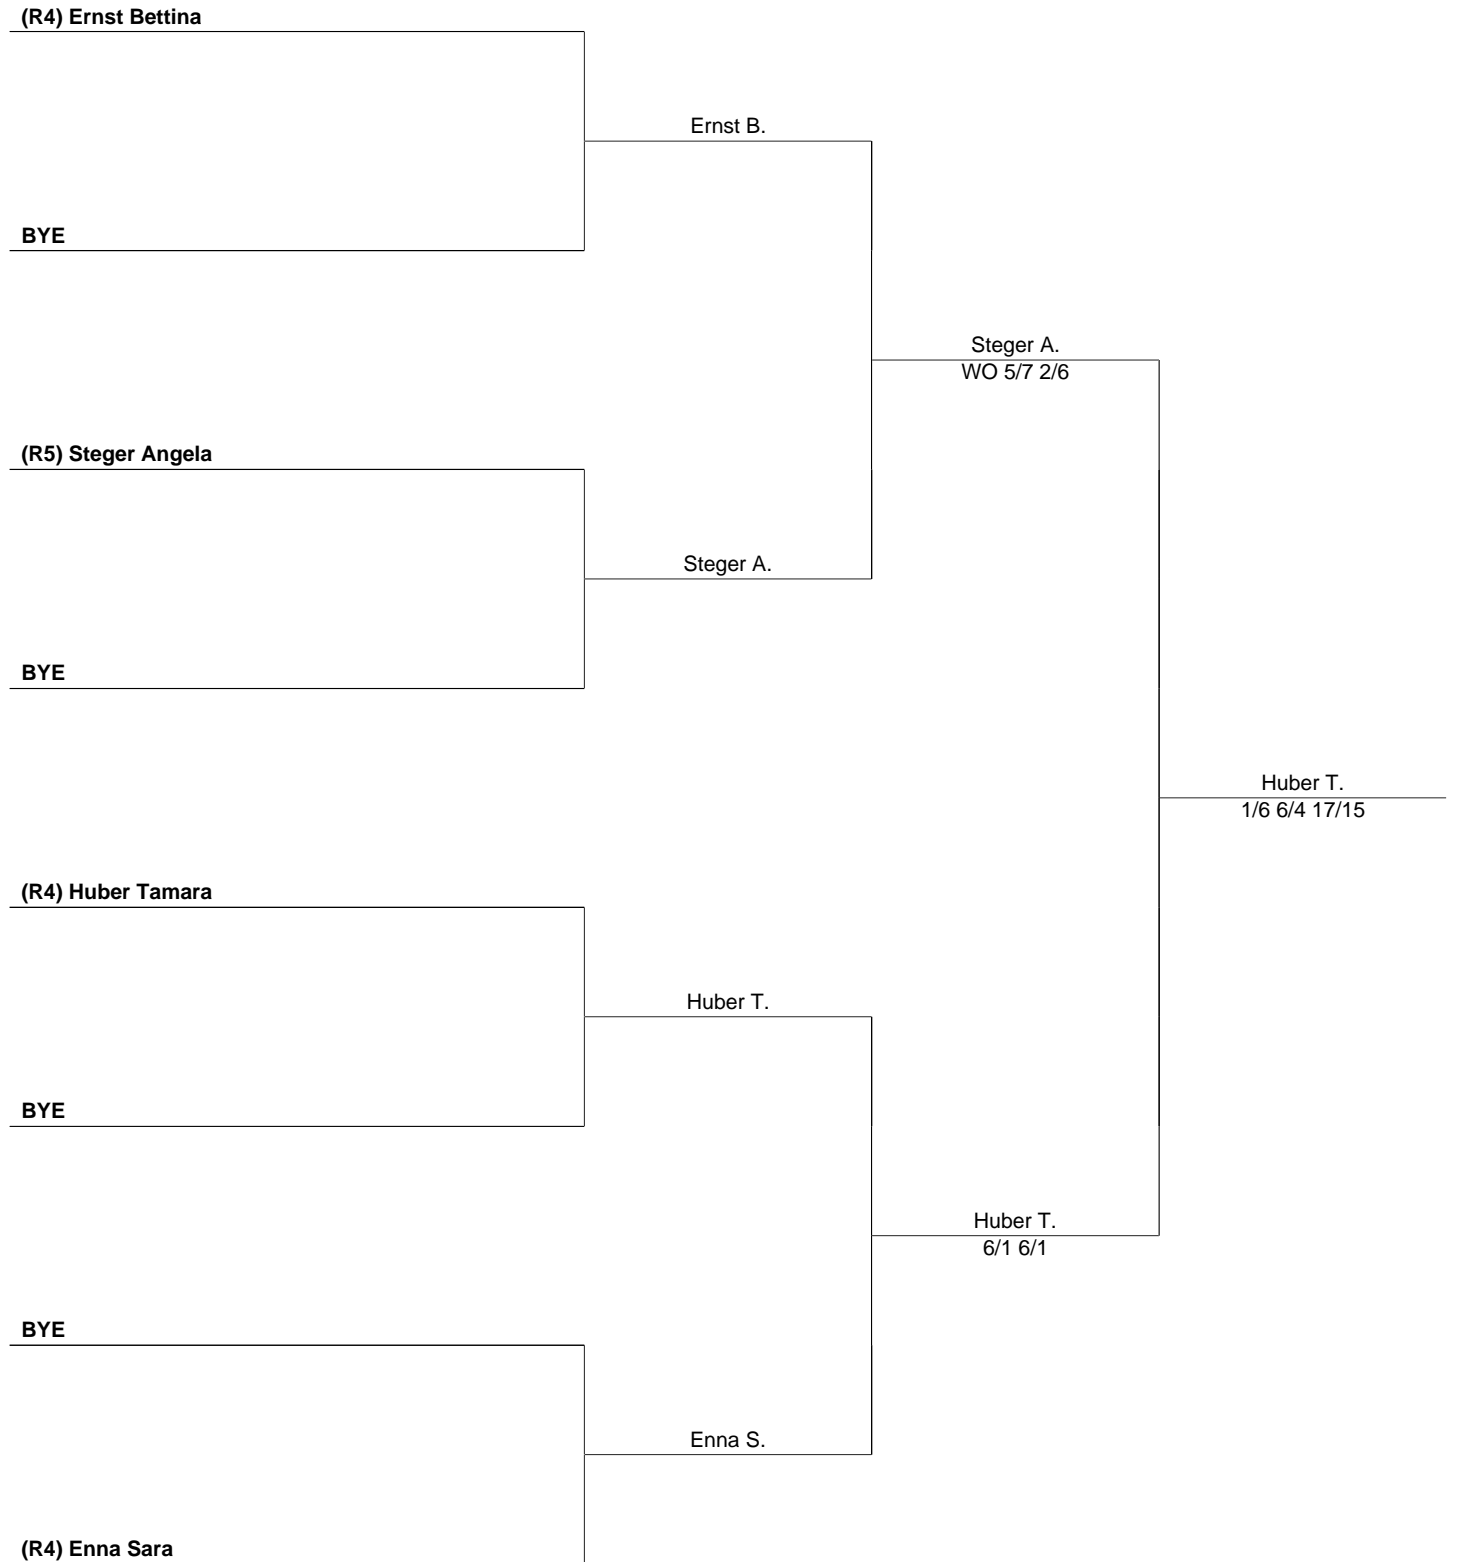 (R4) Ernst Bettina
Ernst B.
BYE
Steger A.
WO 5/7 2/6
(R5) Steger Angela
Steger A.
BYE
Huber T.
1/6 6/4 17/15
(R4) Huber Tamara
Huber T.
BYE
Huber T.
6/1 6/1
BYE
Enna S.
(R4) Enna Sara